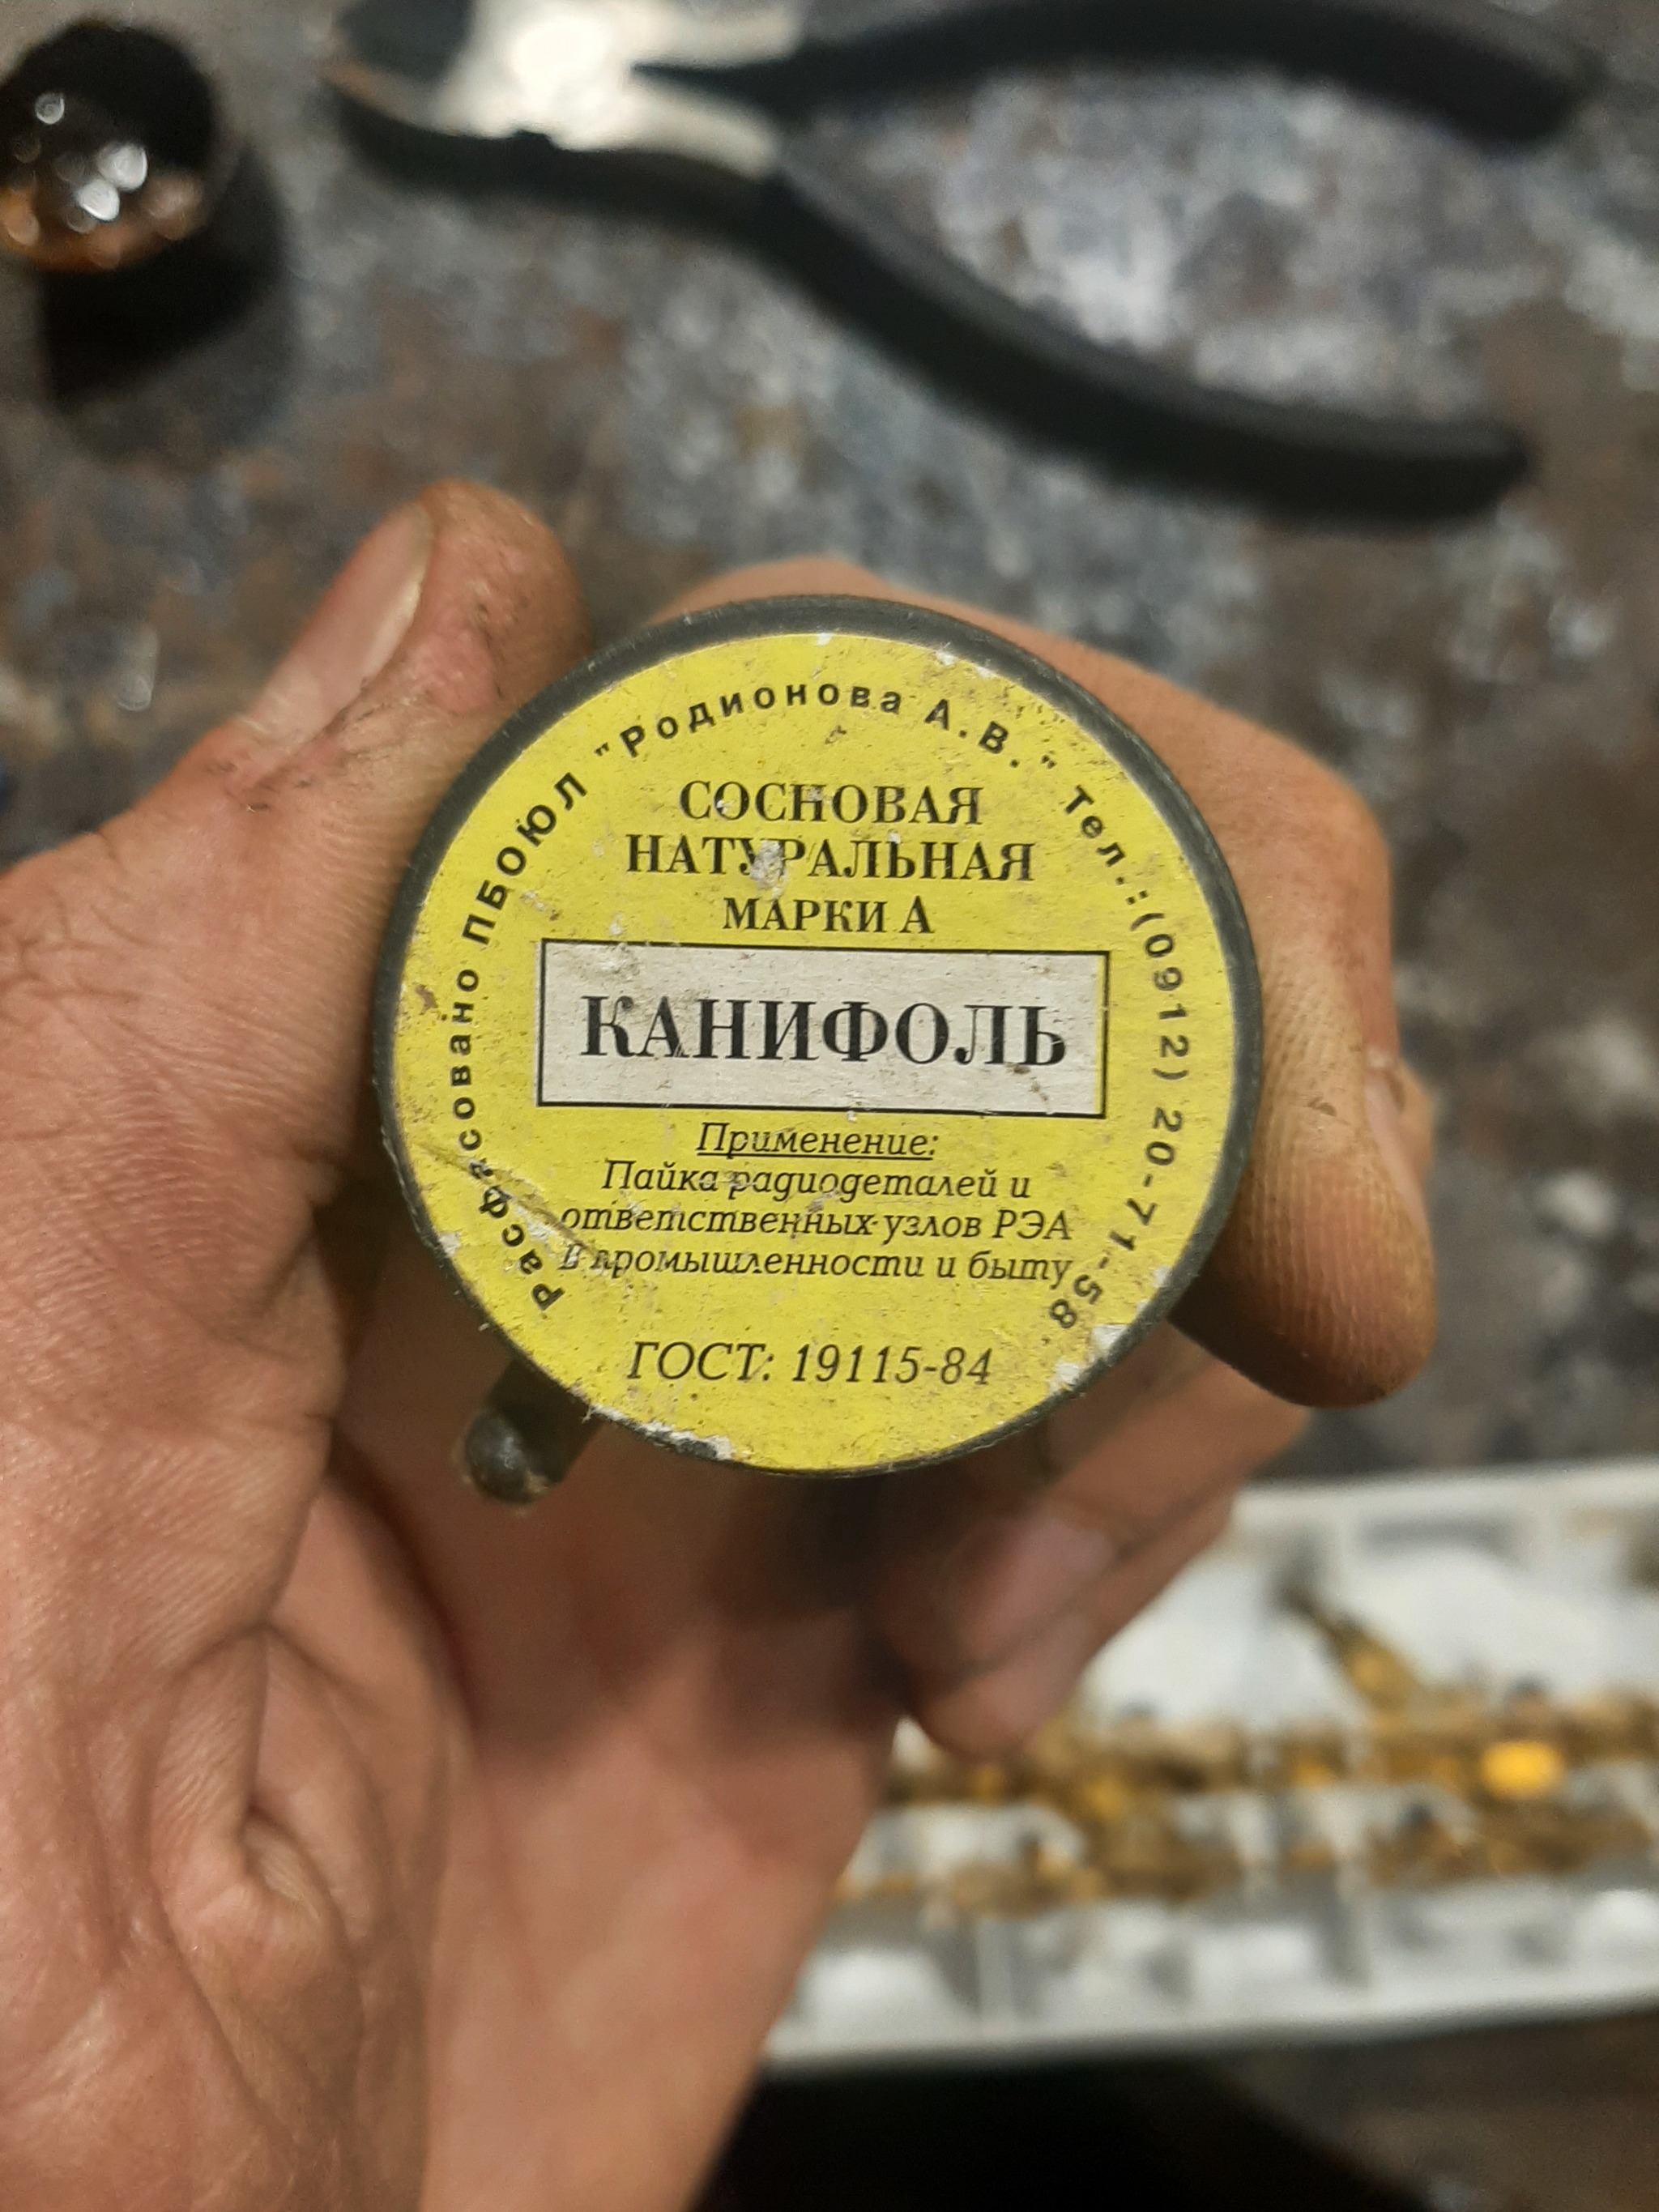 Расфасовано ПБОЮЛ "Родионова А.В." Тел.:(0912) 20-71-58.
СОСНОВАЯ
НАТУРАЛЬНАЯ
МАРКИ А
КАНИФОЛЬ
Применение:
Пайка радиодеталей и
ответственных узлов РЭА
в промышленности и быту
ГОСТ: 19115-84